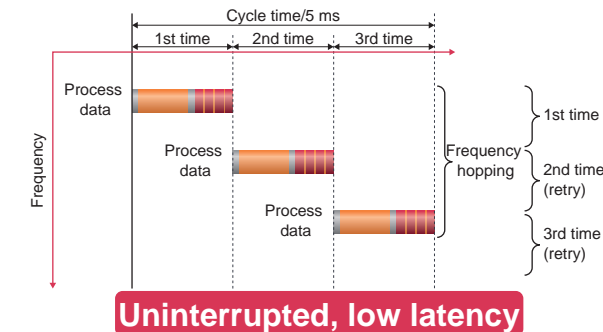 Cycle time/5 ms
1st time
2nd time
3rd time
Frequency
Process
data
Process
data
Process
data
Frequency
hopping
1st time
2nd time
(retry)
3rd time
(retry)
Uninterrupted, low latency